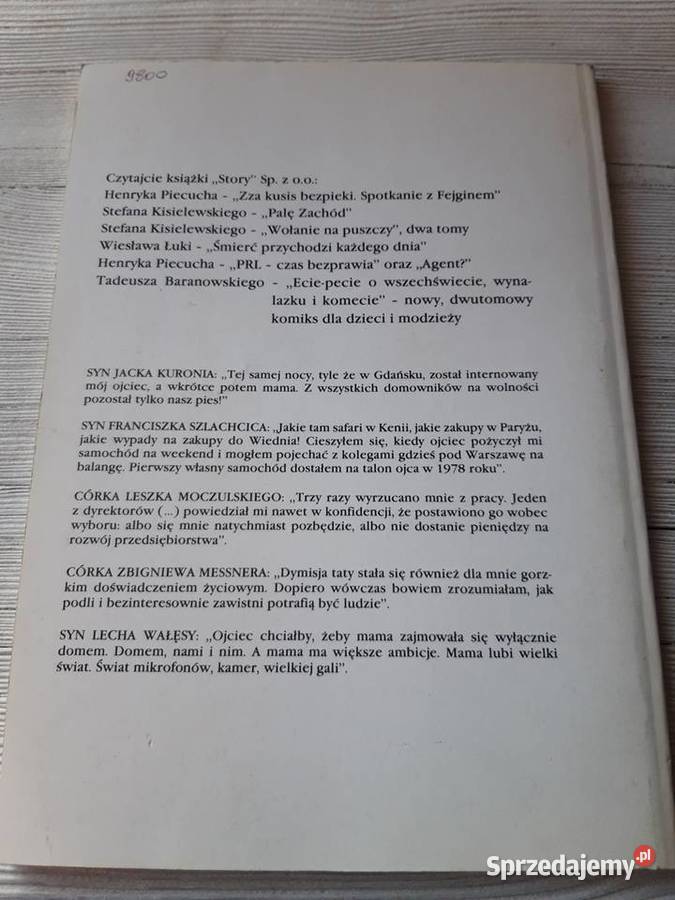 9800
Czytajcie książki „Story" Sp. z o.o.:
Henryka Piecucha - „Zza kusis bezpieki. Spotkanie z Fejginem"
Stefana Kisielewskiego - „Palę Zachód"
Stefana Kisielewskiego - „Wołanie na puszczy", dwa tomy
Wiesława Łuki - „Śmierć przychodzi każdego dnia"
Henryka Piecucha - „PRL - czas bezprawia" oraz „Agent?"
Tadeusza Baranowskiego - „Ecie-pecie o wszechświecie, wyna-
lazku i komecie" - nowy, dwutomowy
komiks dla dzieci i modzieży
SYN JACKA KURONIA: „Tej samej nocy, tyle że w Gdańsku, został internowany
mój ojciec, a wkrótce potem mama. Z wszystkich domowników na wolności
pozostał tylko nasz pies!"
SYN FRANCISZKA SZLACHCICA: „Jakie tam safari w Kenii, jakie zakupy w Paryżu,
jakie wypady na zakupy do Wiednia! Cieszyłem się, kiedy ojciec pożyczył mi
samochód na weekend i mogłem pojechać z kolegami gdzieś pod Warszawę na
balangę. Pierwszy własny samochód dostałem na talon ojca w 1978 roku".
CÓRKA LESZKA MOCZULSKIEGO: „Trzy razy wyrzucano mnie z pracy. Jeden
z dyrektorów (...) powiedział mi nawet w konfidencji, że postawiono go wobec
wyboru: albo się mnie natychmiast pozbędzie, albo nie dostanie pieniędzy na
rozwój przedsiębiorstwa".
CÓRKA ZBIGNIEWA MESSNERA: „Dymisja taty stała się również dla mnie gorz-
kim doświadczeniem życiowym. Dopiero wówczas bowiem zrozumiałam, jak
podli i bezinteresownie zawistni potrafią być ludzie".
SYN LECHA WAŁĘSY: „Ojciec chciałby, żeby mama zajmowała się wyłącznie
domem. Domem, nami i nim. A mama ma większe ambicje. Mama lubi wielki
świat. Świat mikrofonów, kamer, wielkiej gali".
Sprzedajemy.pl